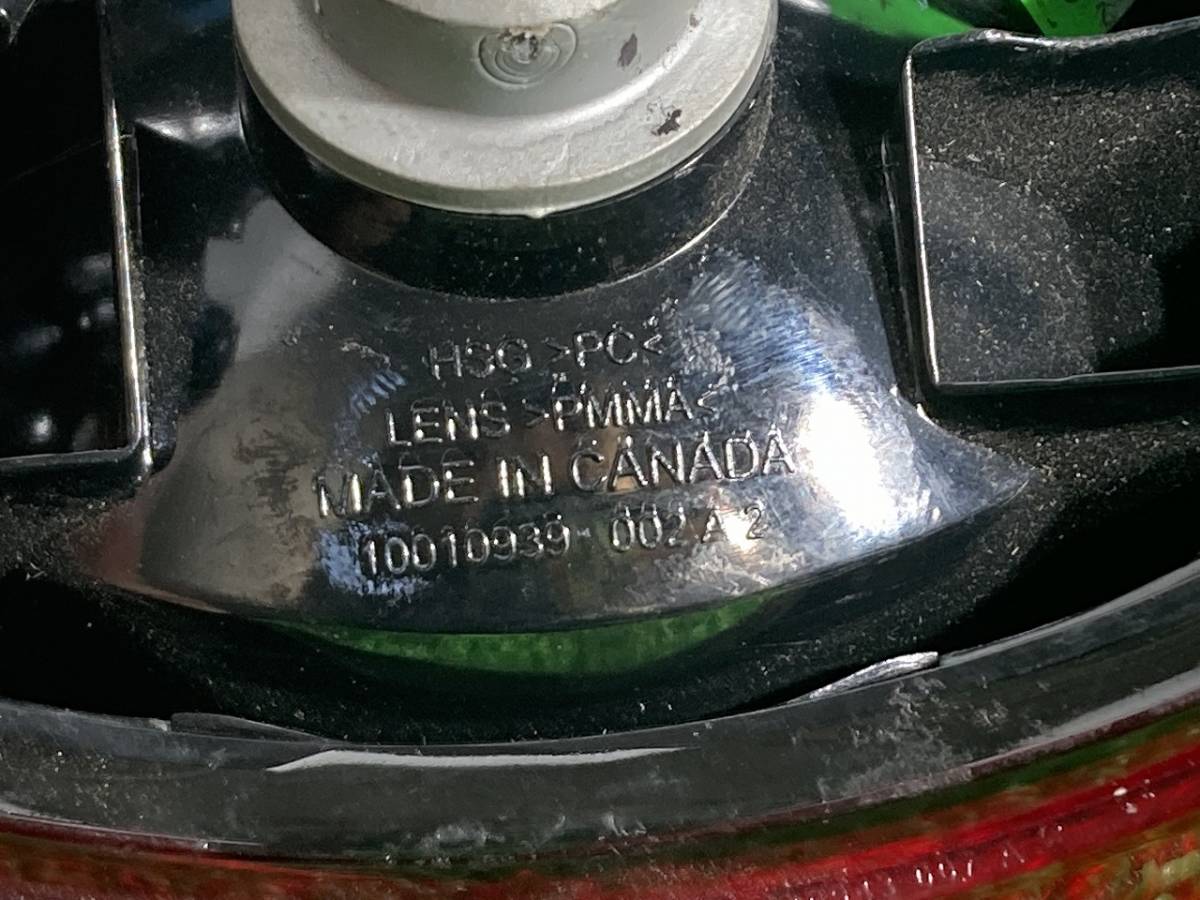 HSG >PC<
LENS >PMMA<
MADE IN CANADA
10010939-002 A 2